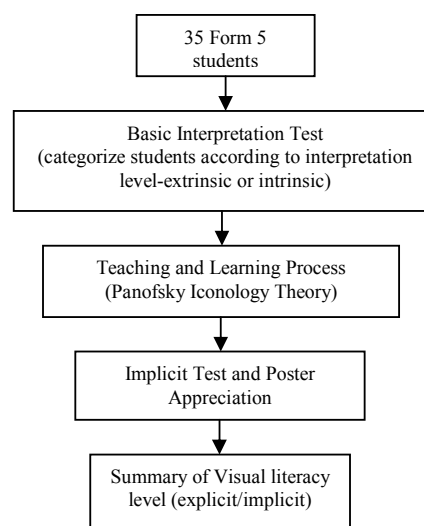 35 Form 5
students
Basic Interpretation Test
(categorize students according to interpretation
level-extrinsic or intrinsic)
Teaching and Learning Process
(Panofsky Iconology Theory)
Implicit Test and Poster
Appreciation
Summary of Visual literacy
level (explicit/implicit)